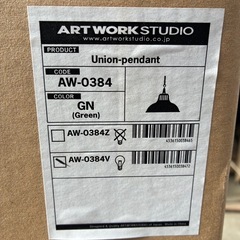 ART WORK STUDIO
www.artworkstudio.co.jp
PRODUCT
Union-pendant
CODE
AW-0384
COLOR
GN
(Green)
AW-0384Z
AW-0384V